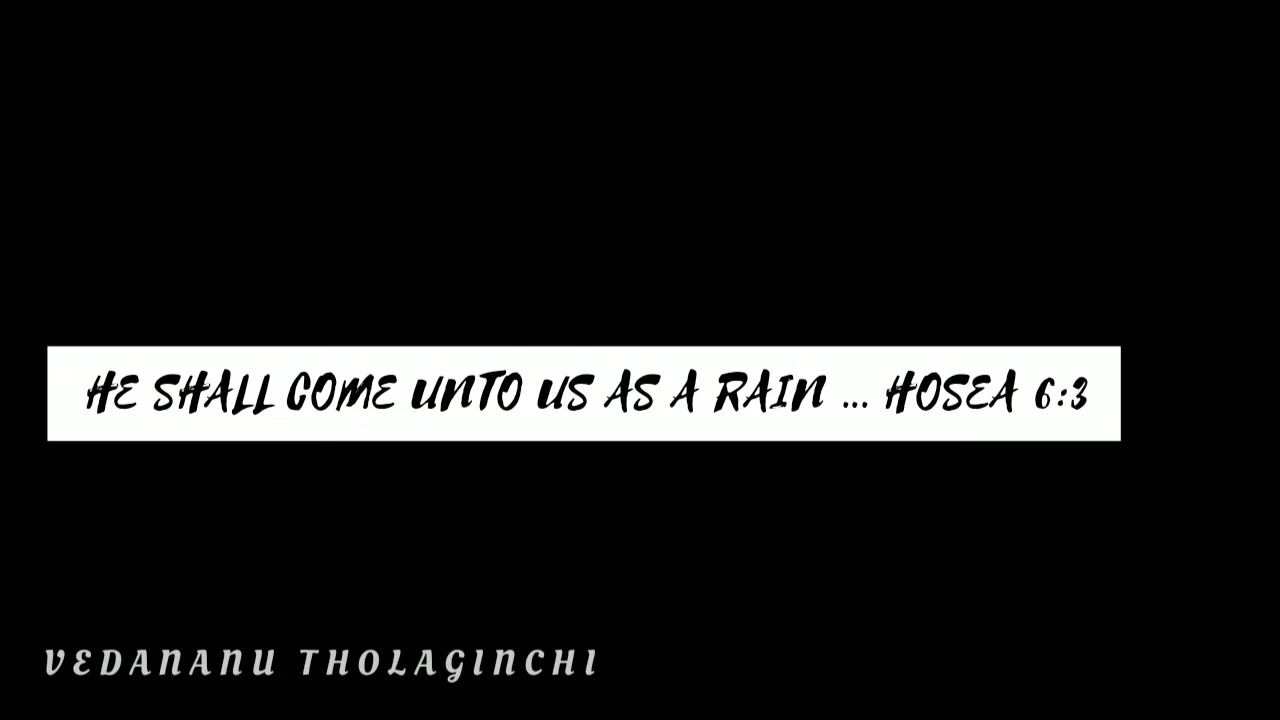 HE SHALL COME UNTO US AS A RAIN ... HOSEA 6:3
VEDANANU THOLAGINCHI